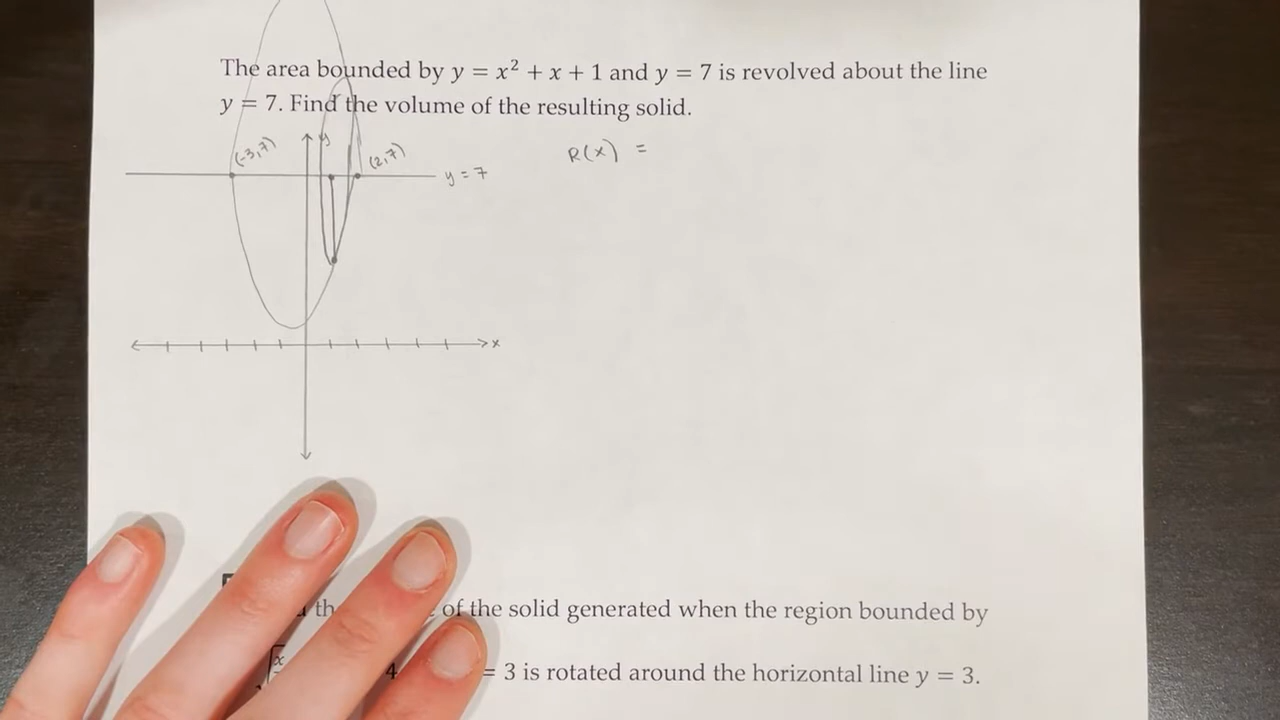 The area bounded by y = x² + x + 1 and y = 7 is revolved about the line
y = 7. Find the volume of the resulting solid.
y
(-3,7)
(2,7)
R(x) =
y = 7
x
th
of the solid generated when the region bounded by
√x
4
= 3 is rotated around the horizontal line y = 3.